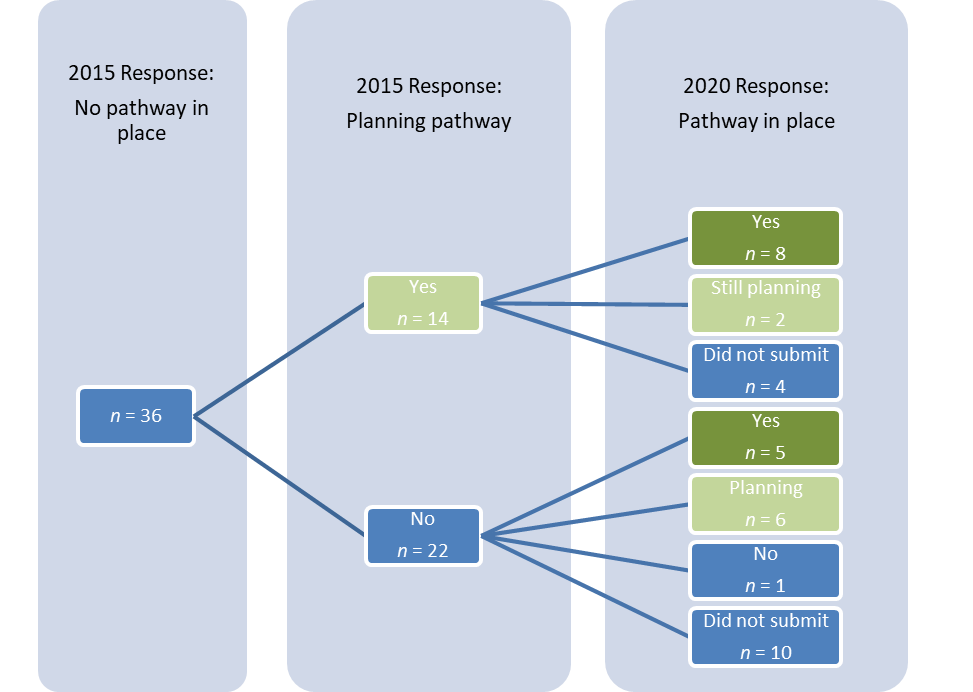 2015 Response:
No pathway in
place
2015 Response:
Planning pathway
2020 Response:
Pathway in place
n = 36
Yes
n = 14
No
n = 22
Yes
n = 8
Still planning
n = 2
Did not submit
n = 4
Yes
n = 5
Planning
n = 6
No
n = 1
Did not submit
n = 10